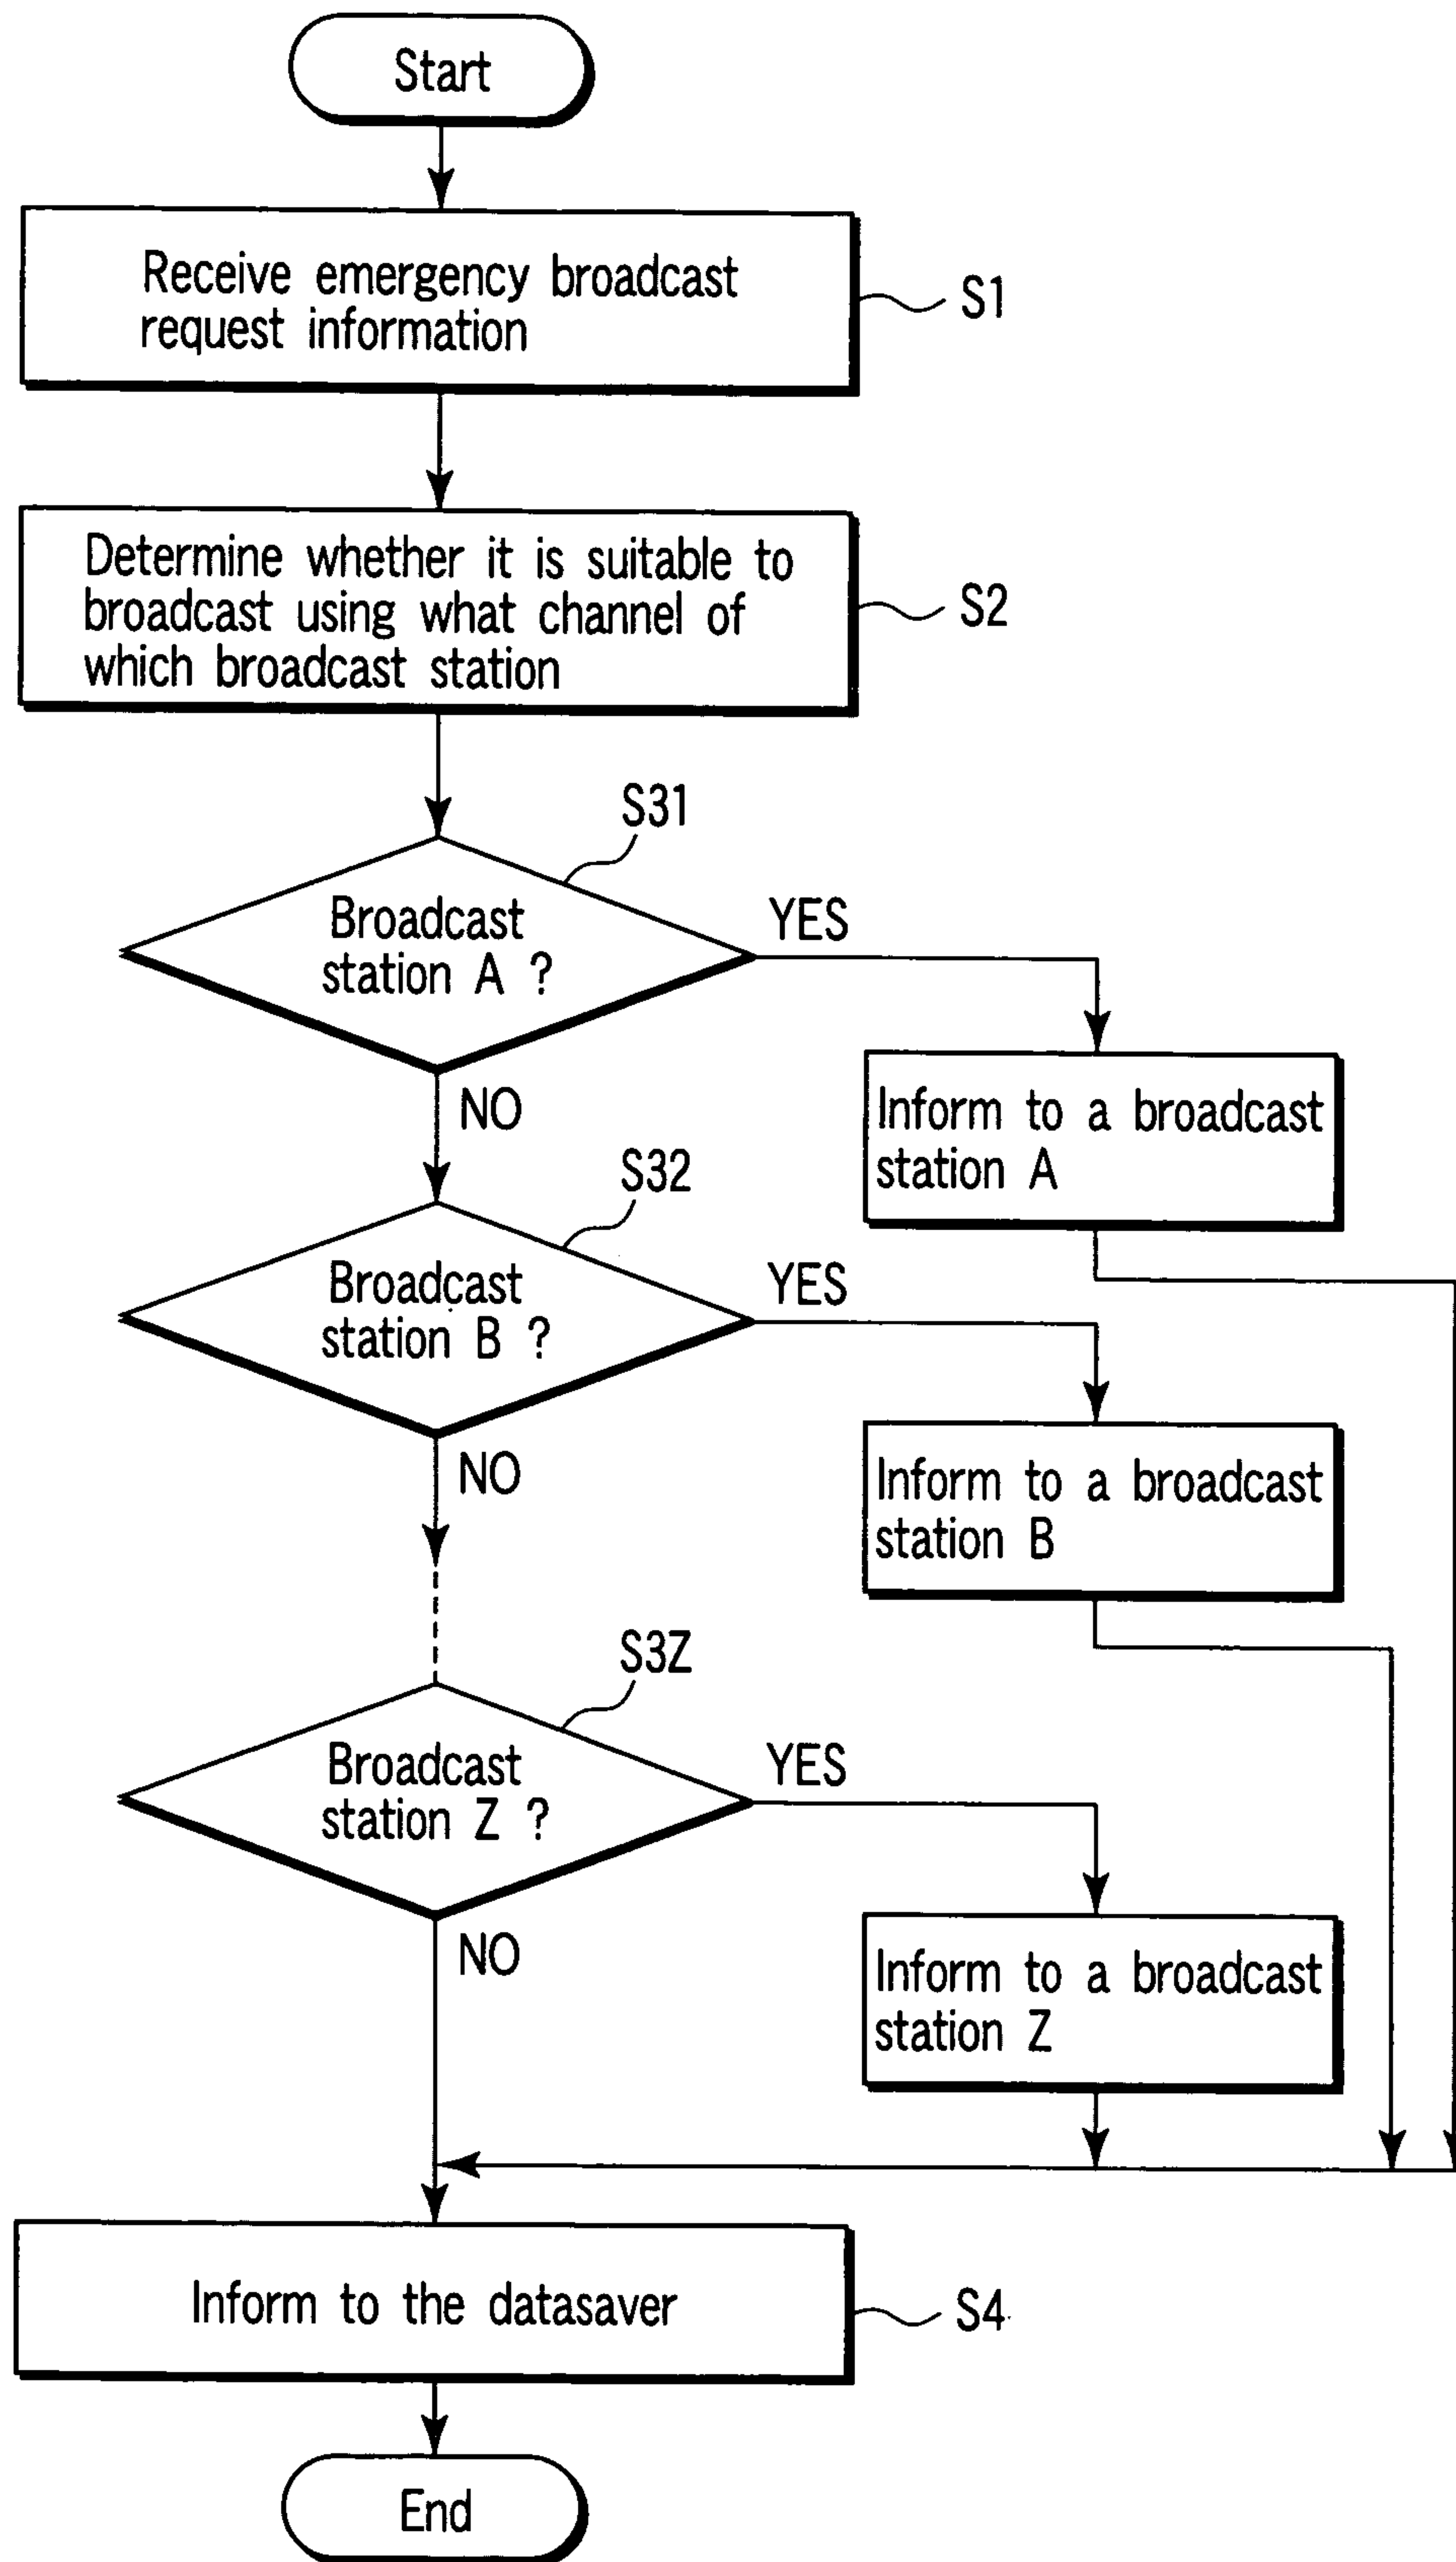 Start
Receive emergency broadcast
request information
S1
Determine whether it is suitable to
broadcast using what channel of
which broadcast station
S2
S31
Broadcast
station A ?
YES
NO
Inform to a broadcast
station A
S32
Broadcast
station B ?
YES
NO
Inform to a broadcast
station B
S3Z
Broadcast
station Z ?
YES
NO
Inform to a broadcast
station Z
Inform to the datasaver
S4
End